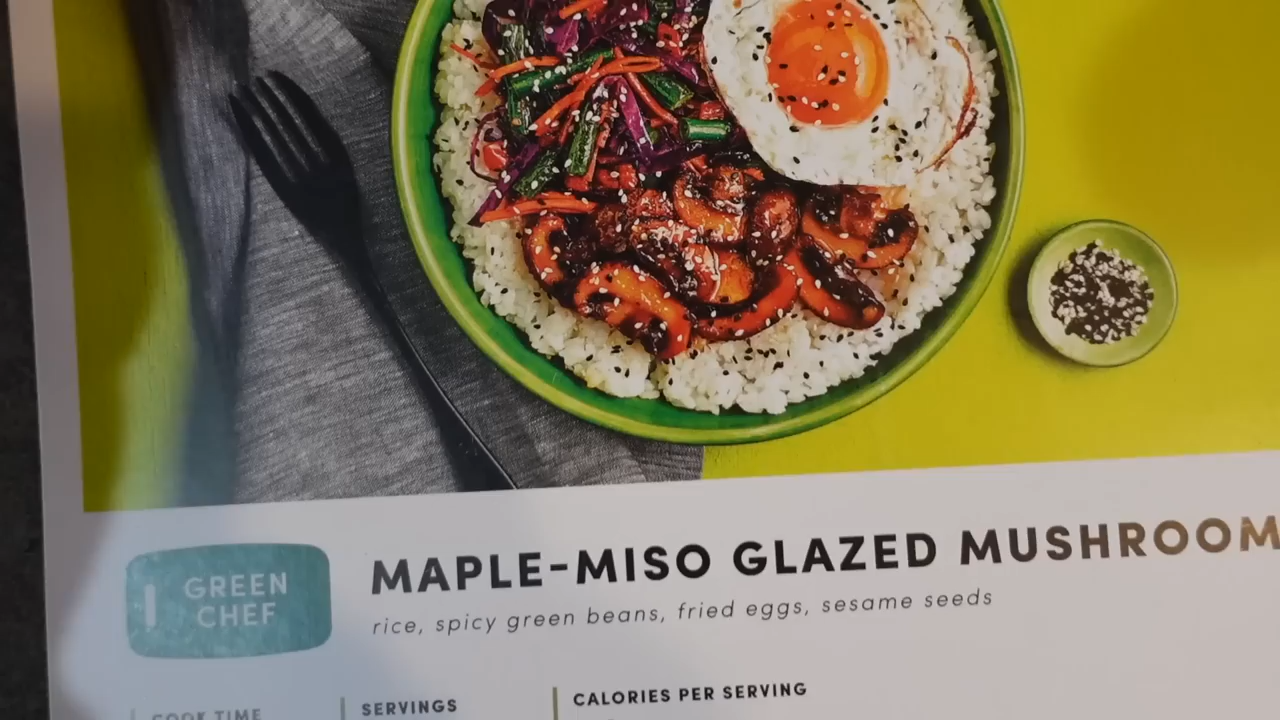 GREEN
CHEF
MAPLE-MISO GLAZED MUSHROOM
rice, spicy green beans, fried eggs, sesame seeds
COOK TIME
SERVINGS
CALORIES PER SERVING